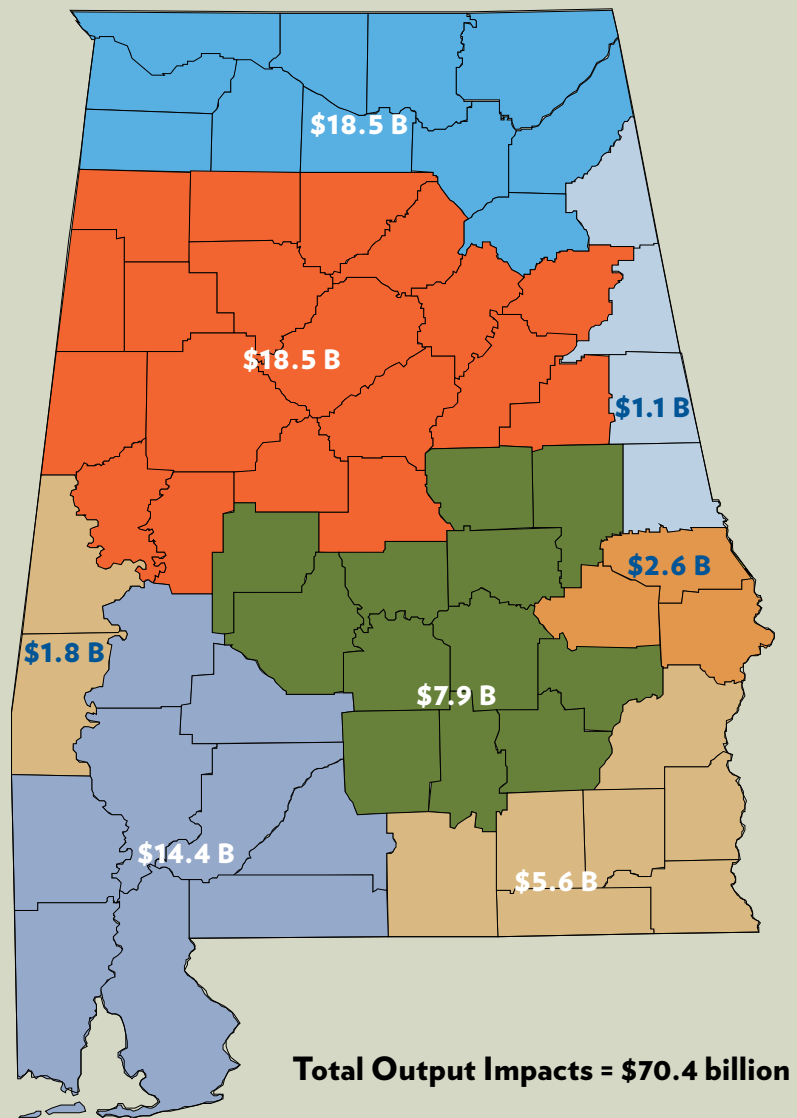 $18.5 B
$18.5 B
$1.1 B
$2.6 B
$1.8 B
$7.9 B
$14.4 B
$5.6 B
Total Output Impacts = $70.4 billion